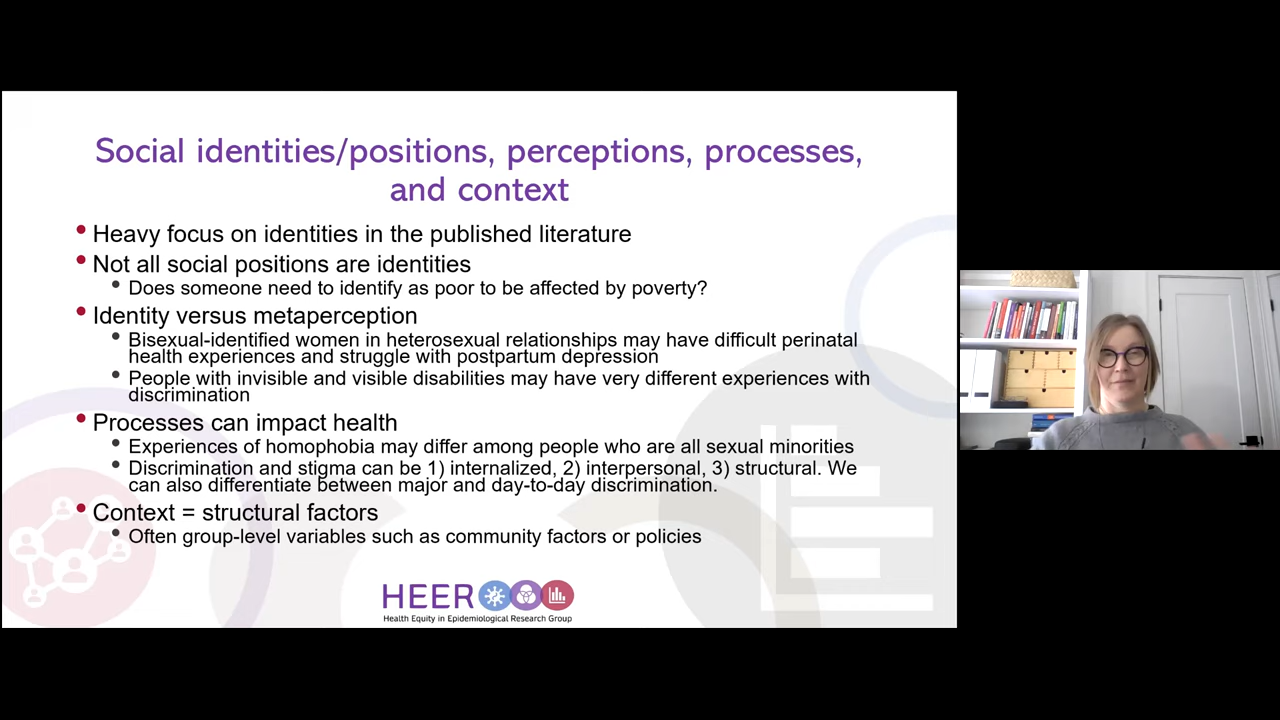 Social identities/positions, perceptions, processes,
and context
• Heavy focus on identities in the published literature
• Not all social positions are identities
• Does someone need to identify as poor to be affected by poverty?
• Identity versus metaperception
• Bisexual-identified women in heterosexual relationships may have difficult perinatal
health experiences and struggle with postpartum depression
• People with invisible and visible disabilities may have very different experiences with
discrimination
• Processes can impact health
• Experiences of homophobia may differ among people who are all sexual minorities
• Discrimination and stigma can be 1) internalized, 2) interpersonal, 3) structural. We
can also differentiate between major and day-to-day discrimination.
• Context = structural factors
• Often group-level variables such as community factors or policies
HEER
Health Equity in Epidemiological Research Group